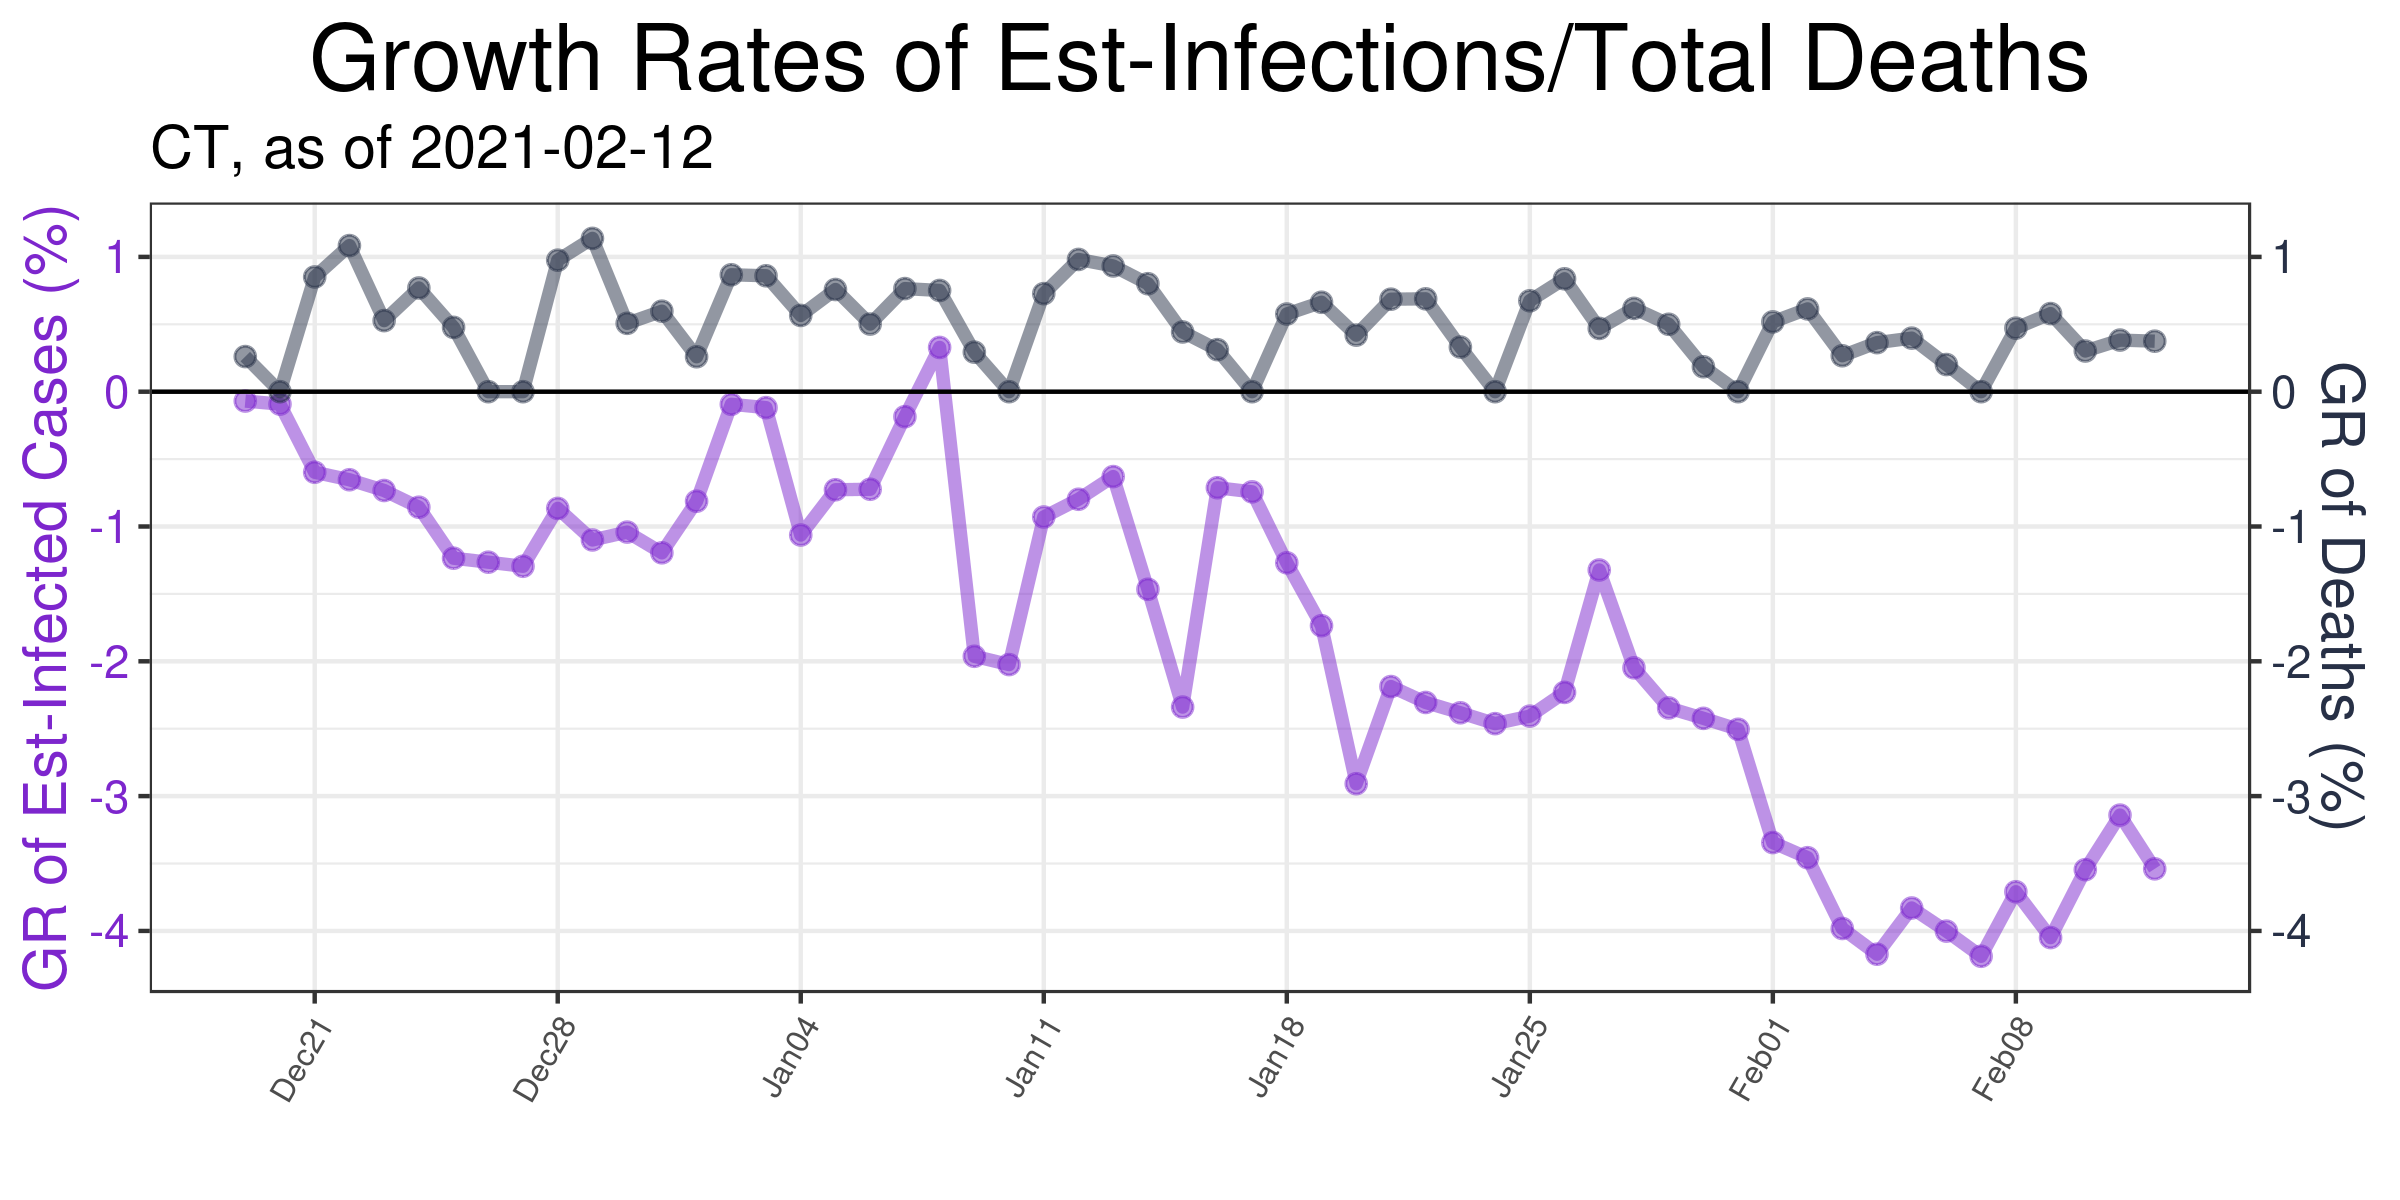 Growth Rates of Est-Infections/Total Deaths
CT, as of 2021-02-12
GR of Est-Infected Cases (%)
1
0
-1
-2
-3
-4
1
0
-1
-2
-3
-4
GR of Deaths (%)
Dec21
Dec28
Jan04
Jan11
Jan18
Jan25
Feb01
Feb08